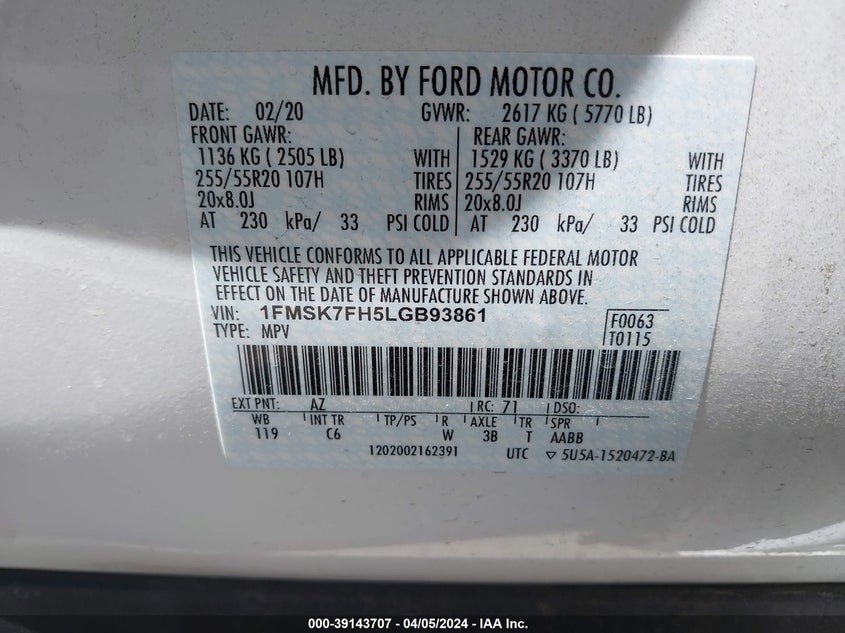 MFD. BY FORD MOTOR CO.
DATE: 02/20 GVWR: 2617 KG ( 5770 LB)
FRONT GAWR: REAR GAWR:
1136 KG ( 2505 LB) WITH 1529 KG ( 3370 LB) WITH
255/55R20 107H TIRES 255/55R20 107H TIRES
20x8.0J RIMS 20x8.0J RIMS
AT 230 kPa/ 33 PSI COLD AT 230 kPa/ 33 PSI COLD
THIS VEHICLE CONFORMS TO ALL APPLICABLE FEDERAL MOTOR
VEHICLE SAFETY AND THEFT PREVENTION STANDARDS IN
EFFECT ON THE DATE OF MANUFACTURE SHOWN ABOVE.
VIN: 1FMSK7FH5LGB93861 F0063
TYPE: MPV T0115
EXT PNT: AZ RC: 71 DSO:
WB INT TR TP/PS R AXLE TR SPR
119 C6 W 3B T AABB
1202002162391 UTC ▽ 5U5A-1520472-BA
000-39143707 - 04/05/2024 - IAA Inc.